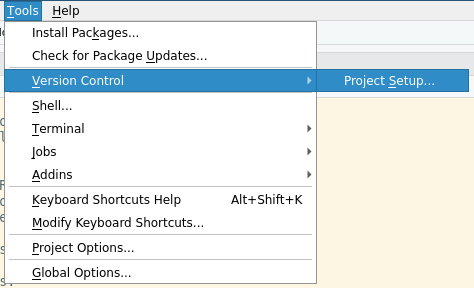 Tools Help
Install Packages...
Check for Package Updates...
Version Control Project Setup...
Shell...
Terminal
Jobs
Addins
Keyboard Shortcuts Help Alt+Shift+K
Modify Keyboard Shortcuts...
Project Options...
Global Options...